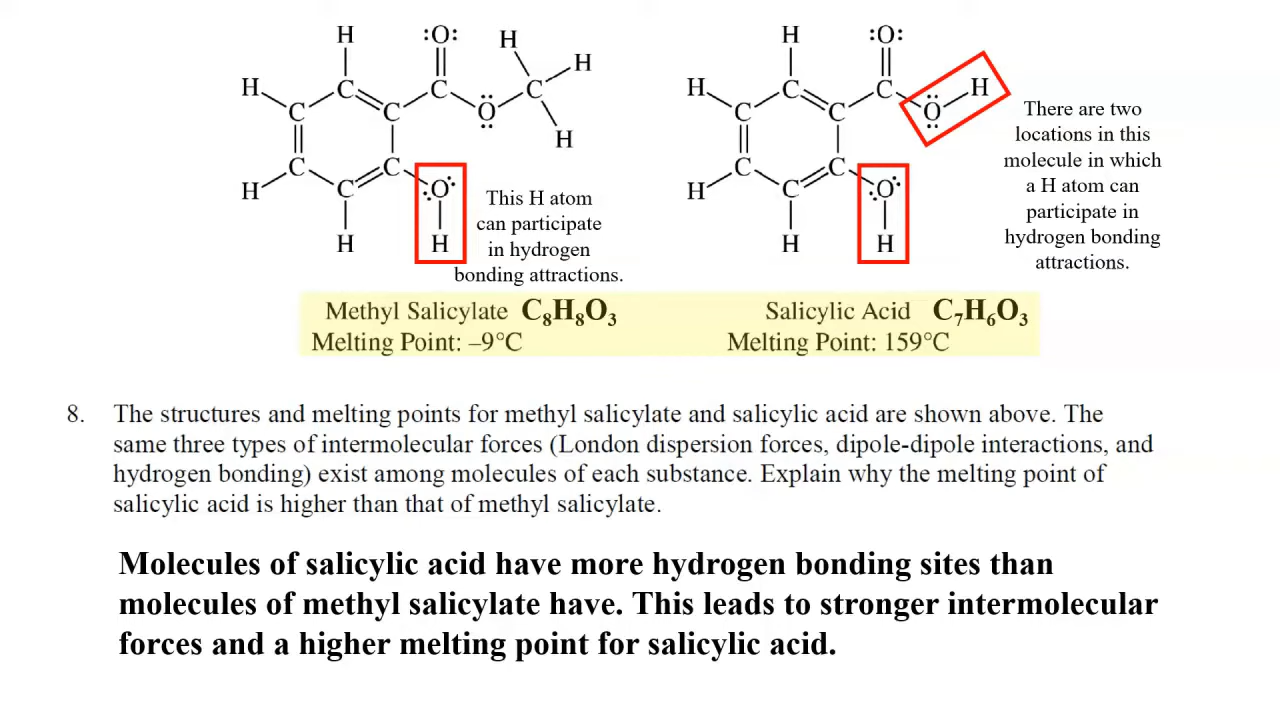 H :O: H H
H C C C H
C C O H
C C H
H C :O: This H atom
can participate
H H in hydrogen
bonding attractions.
H :O: H
H C C O There are two
C C locations in this
C C molecule in which
H C :O: a H atom can
participate in
H H hydrogen bonding
attractions.
Methyl Salicylate C₈H₈O₃
Melting Point: –9°C
Salicylic Acid C₇H₆O₃
Melting Point: 159°C
8. The structures and melting points for methyl salicylate and salicylic acid are shown above. The
same three types of intermolecular forces (London dispersion forces, dipole-dipole interactions, and
hydrogen bonding) exist among molecules of each substance. Explain why the melting point of
salicylic acid is higher than that of methyl salicylate.
Molecules of salicylic acid have more hydrogen bonding sites than
molecules of methyl salicylate have. This leads to stronger intermolecular
forces and a higher melting point for salicylic acid.